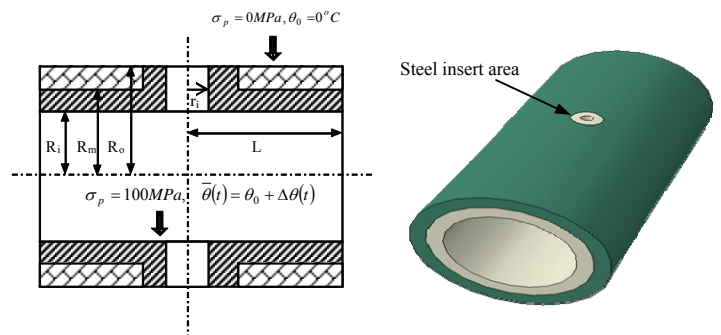 σ_p = 0MPa, θ_0 = 0°C
Steel insert area
r_i
R_i
R_m
R_o
L
σ_p = 100MPa, θ̅(t) = θ_0 + Δθ(t)